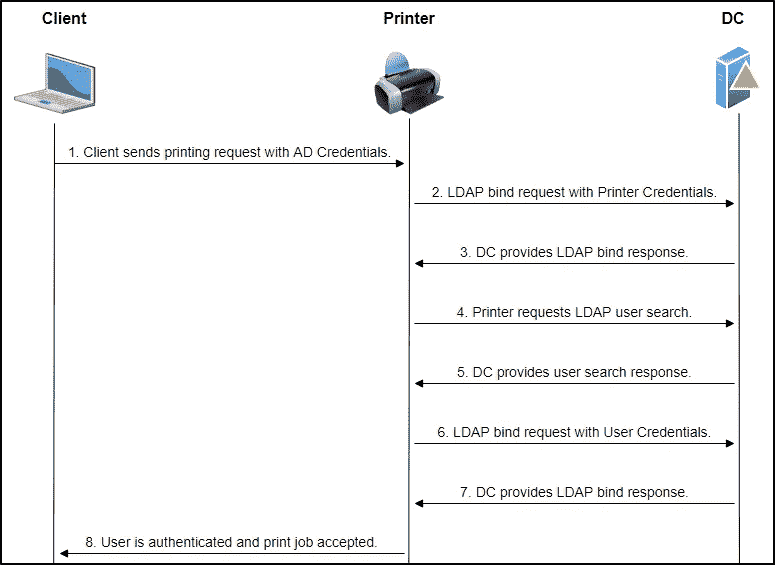 Client
Printer
DC
1. Client sends printing request with AD Credentials.
2. LDAP bind request with Printer Credentials.
3. DC provides LDAP bind response.
4. Printer requests LDAP user search.
5. DC provides user search response.
6. LDAP bind request with User Credentials.
7. DC provides LDAP bind response.
8. User is authenticated and print job accepted.